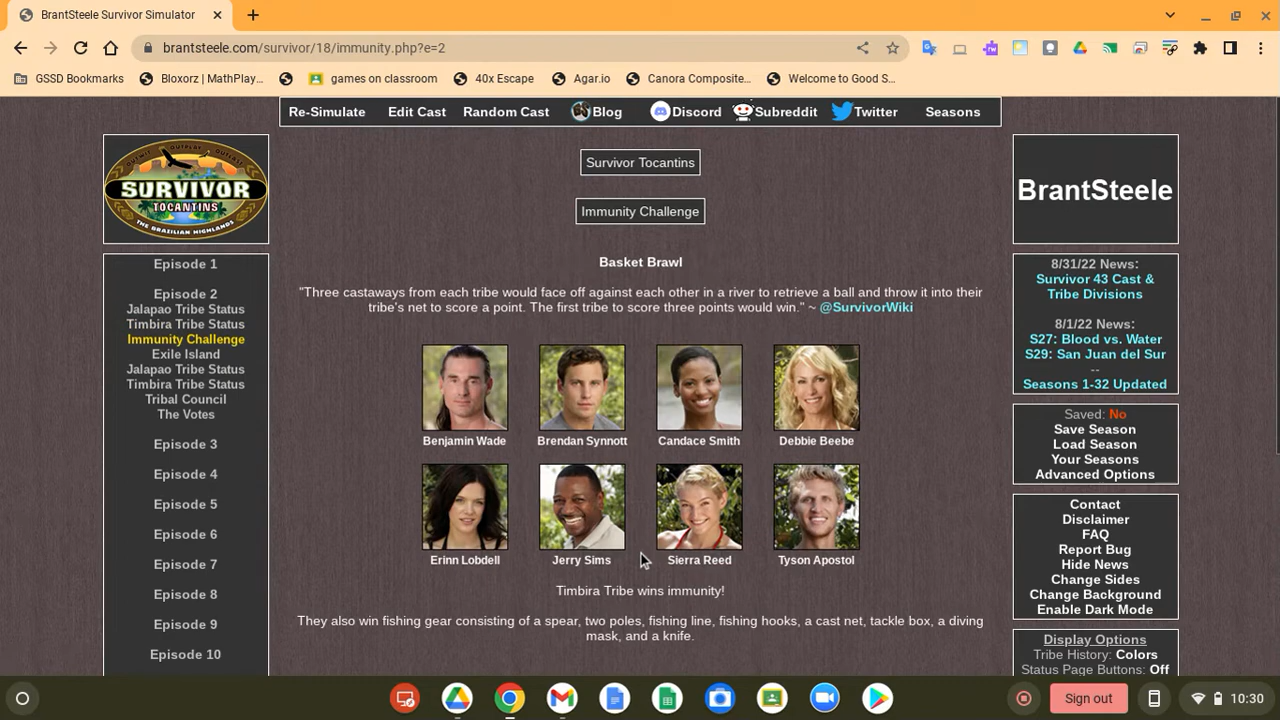 BrantSteele Survivor Simulator
brantsteele.com/survivor/18/immunity.php?e=2
GSSD Bookmarks
Bloxorz | MathPlay...
games on classroom
40x Escape
Agar.io
Canora Composite...
Welcome to Good S...
Re-Simulate
Edit Cast
Random Cast
Blog
Discord
Subreddit
Twitter
Seasons
SURVIVOR
TOCANTINS
THE BRAZILIAN HIGHLANDS
Episode 1
Episode 2
Jalapao Tribe Status
Timbira Tribe Status
Immunity Challenge
Exile Island
Jalapao Tribe Status
Timbira Tribe Status
Tribal Council
The Votes
Episode 3
Episode 4
Episode 5
Episode 6
Episode 7
Episode 8
Episode 9
Episode 10
Survivor Tocantins
Immunity Challenge
Basket Brawl
"Three castaways from each tribe would face off against each other in a river to retrieve a ball and throw it into their
tribe's net to score a point. The first tribe to score three points would win." ~ @SurvivorWiki
Benjamin Wade
Brendan Synnott
Candace Smith
Debbie Beebe
Erinn Lobdell
Jerry Sims
Sierra Reed
Tyson Apostol
Timbira Tribe wins immunity!
They also win fishing gear consisting of a spear, two poles, fishing line, fishing hooks, a cast net, tackle box, a diving
mask, and a knife.
BrantSteele
8/31/22 News:
Survivor 43 Cast &
Tribe Divisions
8/1/22 News:
S27: Blood vs. Water
S29: San Juan del Sur
--
Seasons 1-32 Updated
Saved: No
Save Season
Load Season
Your Seasons
Advanced Options
Contact
Disclaimer
FAQ
Report Bug
Hide News
Change Sides
Change Background
Enable Dark Mode
Display Options
Tribe History: Colors
Status Page Buttons: Off
Sign out
10:30